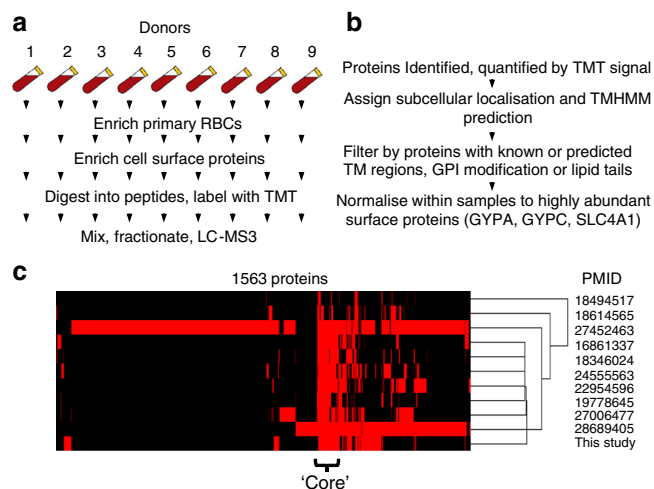 a
Donors
1 2 3 4 5 6 7 8 9
Enrich primary RBCs
Enrich cell surface proteins
Digest into peptides, label with TMT
Mix, fractionate, LC-MS3
b
Proteins Identified, quantified by TMT signal
Assign subcellular localisation and TMHMM
prediction
Filter by proteins with known or predicted
TM regions, GPI modification or lipid tails
Normalise within samples to highly abundant
surface proteins (GYPA, GYPC, SLC4A1)
c
1563 proteins
PMID
18494517
18614565
27452463
16861337
18346024
24555563
22954596
19778645
27006477
28689405
This study
'Core'